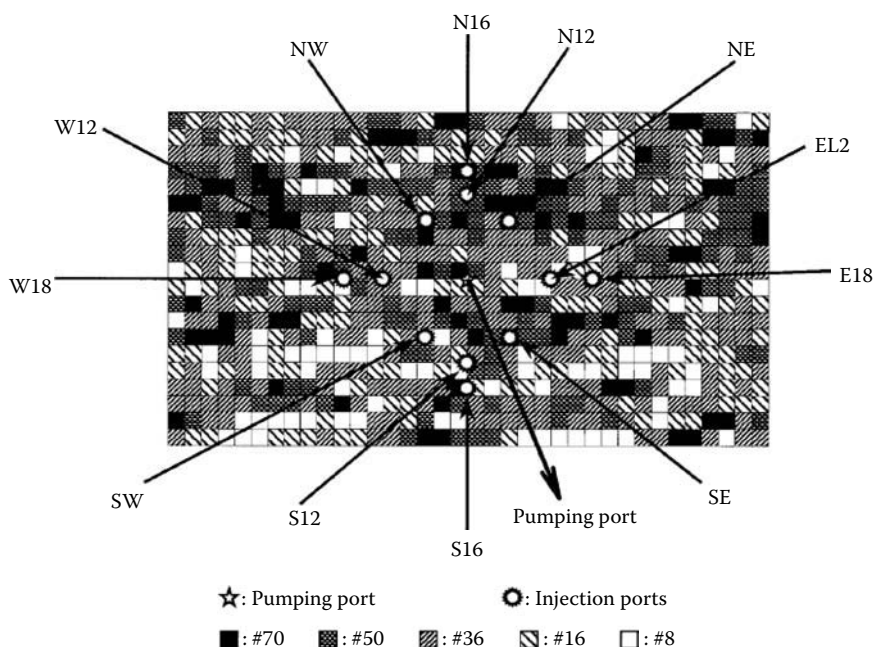 N16
N12
NW
NE
W12
EL2
W18
E18
SW
S12
S16
Pumping port
SE
: Pumping port
: Injection ports
: #70 : #50 : #36 : #16 : #8